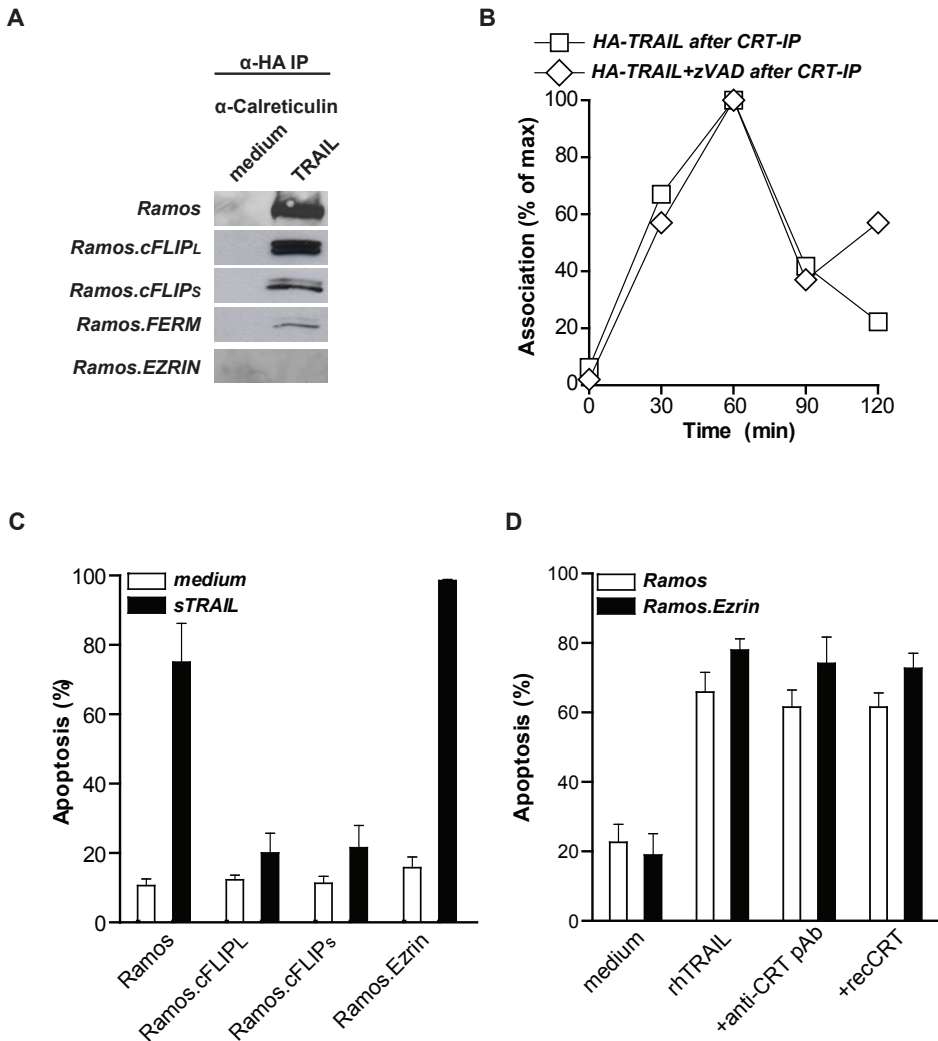 A
α-HA IP
α-Calreticulin
medium
TRAIL
Ramos
Ramos.cFLIPL
Ramos.cFLIPS
Ramos.FERM
Ramos.EZRIN
B
HA-TRAIL after CRT-IP
HA-TRAIL+zVAD after CRT-IP
100
80
60
40
20
0
Association (% of max)
0 30 60 90 120
Time (min)
C
medium
sTRAIL
100
80
60
40
20
0
Apoptosis (%)
Ramos
Ramos.cFLIPL
Ramos.cFLIPs
Ramos.Ezrin
D
Ramos
Ramos.Ezrin
100
80
60
40
20
0
Apoptosis (%)
medium
rhTRAIL
+anti-CRT pAb
+recCRT